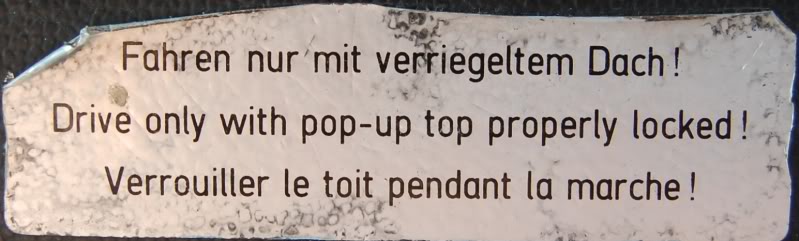 Fahren nur mit verriegeltem Dach!
Drive only with pop-up top properly locked!
Verrouiller le toit pendant la marche!